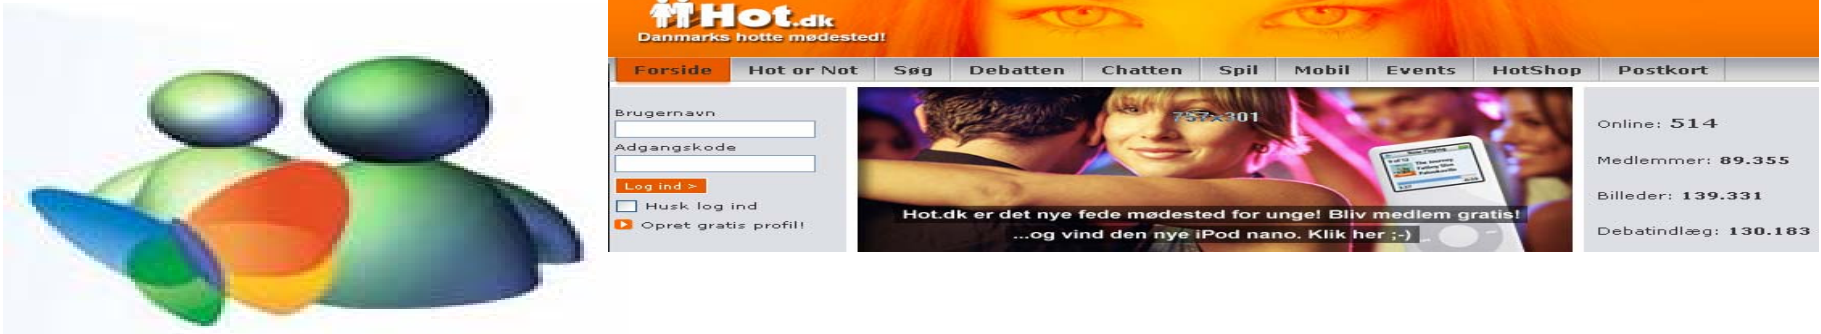 Hot.dk
Danmarks hotte mødested!
Forside Hot or Not Søg Debatten Chatten Spil Mobil Events HotShop Postkort
Brugernavn
Adgangskode
Log ind >
Husk log ind
Opret gratis profil!
757x301
Now Playing
Hot.dk er det nye fede mødested for unge! Bliv medlem gratis!
...og vind den nye iPod nano. Klik her ;-)
Online: 514
Medlemmer: 89.355
Billeder: 139.331
Debatindlæg: 130.183